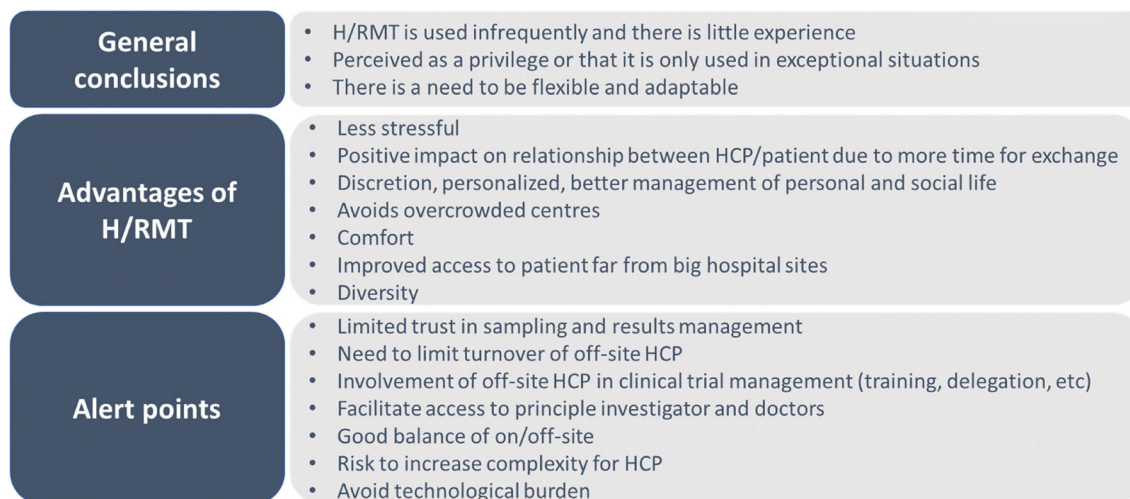 General
conclusions
H/RMT is used infrequently and there is little experience
Perceived as a privilege or that it is only used in exceptional situations
There is a need to be flexible and adaptable
Advantages of
H/RMT
Less stressful
Positive impact on relationship between HCP/patient due to more time for exchange
Discretion, personalized, better management of personal and social life
Avoids overcrowded centres
Comfort
Improved access to patient far from big hospital sites
Diversity
Alert points
Limited trust in sampling and results management
Need to limit turnover of off-site HCP
Involvement of off-site HCP in clinical trial management (training, delegation, etc)
Facilitate access to principle investigator and doctors
Good balance of on/off-site
Risk to increase complexity for HCP
Avoid technological burden